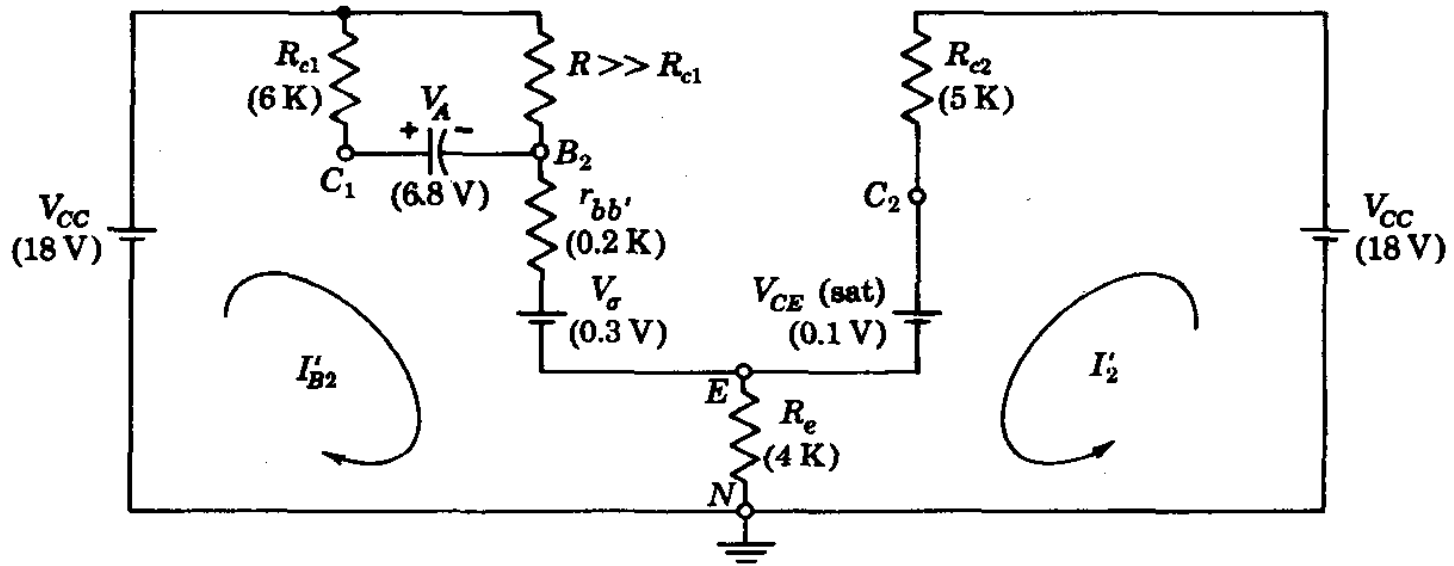 R_c1
(6 K)
R >> R_c1
V_A
+ −
C_1
(6.8 V)
B_2
r_bb'
(0.2 K)
V_CC
(18 V)
V_σ
(0.3 V)
I'_B2
R_c2
(5 K)
C_2
V_CE (sat)
(0.1 V)
V_CC
(18 V)
I'_2
E
R_e
(4 K)
N